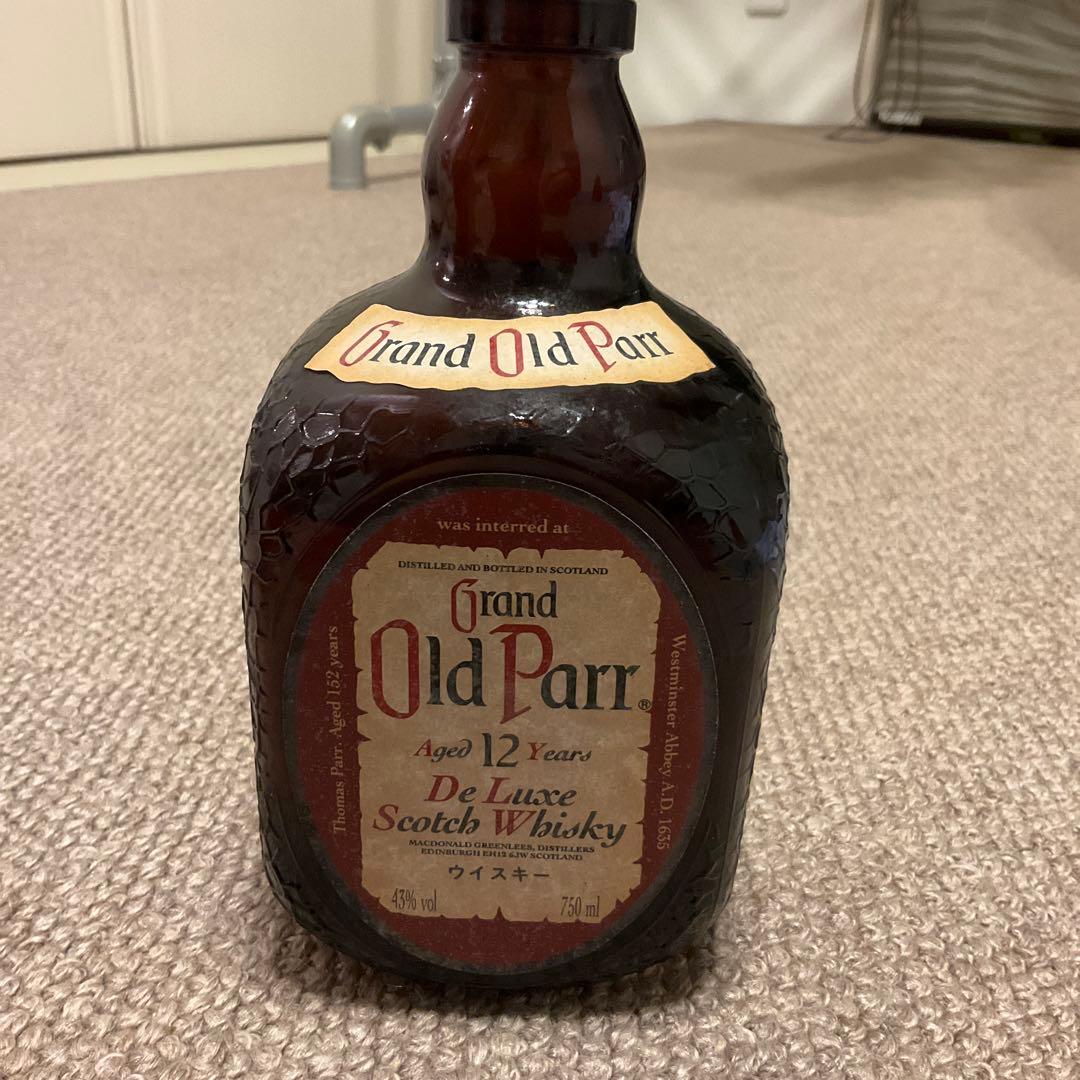 Grand Old Parr
was interred at
Thomas Parr. Aged 152 years
Westminster Abbey A.D. 1635
DISTILLED AND BOTTLED IN SCOTLAND
Grand
Old Parr®
Aged 12 Years
De Luxe
Scotch Whisky
MACDONALD GREENLEES, DISTILLERS
EDINBURGH EH12 6JW SCOTLAND
ウイスキー
43% vol
750 ml